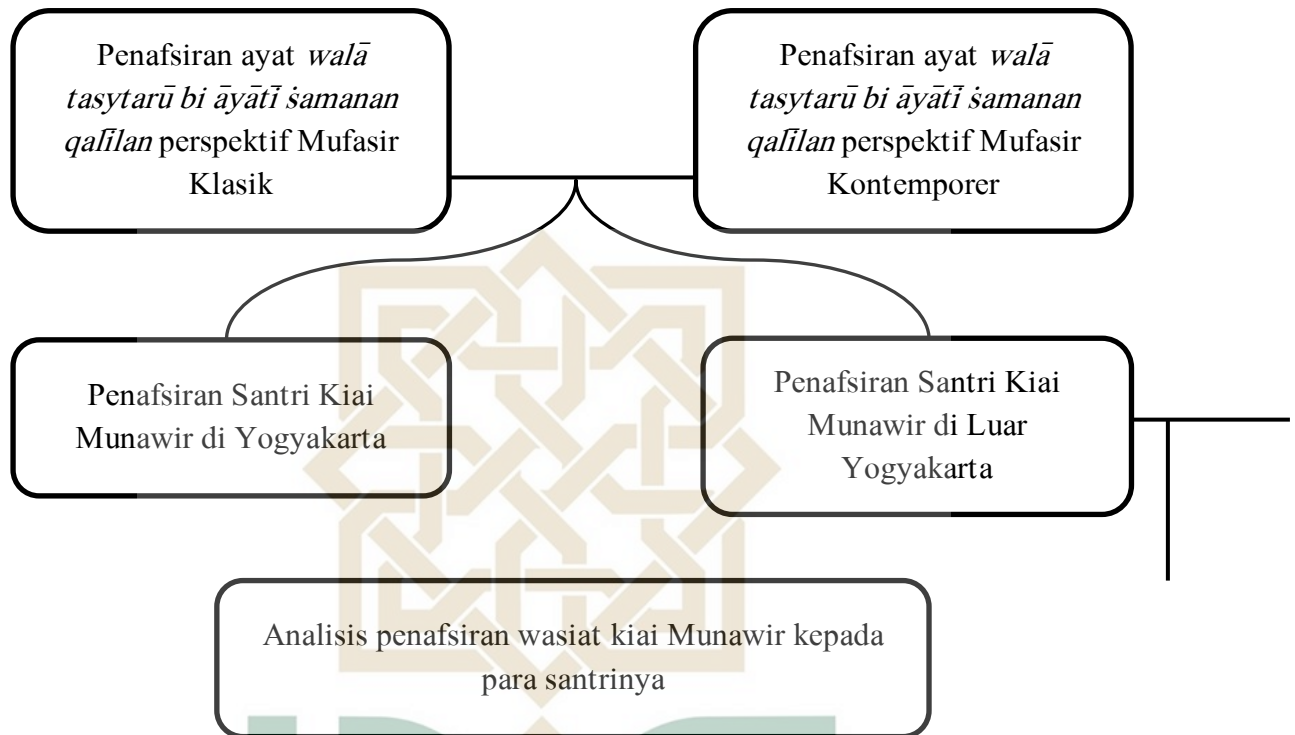 Penafsiran ayat walā
tasytarū bi āyātī ṡamanan
qalīlan perspektif Mufasir
Klasik
Penafsiran ayat walā
tasytarū bi āyātī ṡamanan
qalīlan perspektif Mufasir
Kontemporer
Penafsiran Santri Kiai
Munawir di Yogyakarta
Penafsiran Santri Kiai
Munawir di Luar
Yogyakarta
Analisis penafsiran wasiat kiai Munawir kepada
para santrinya